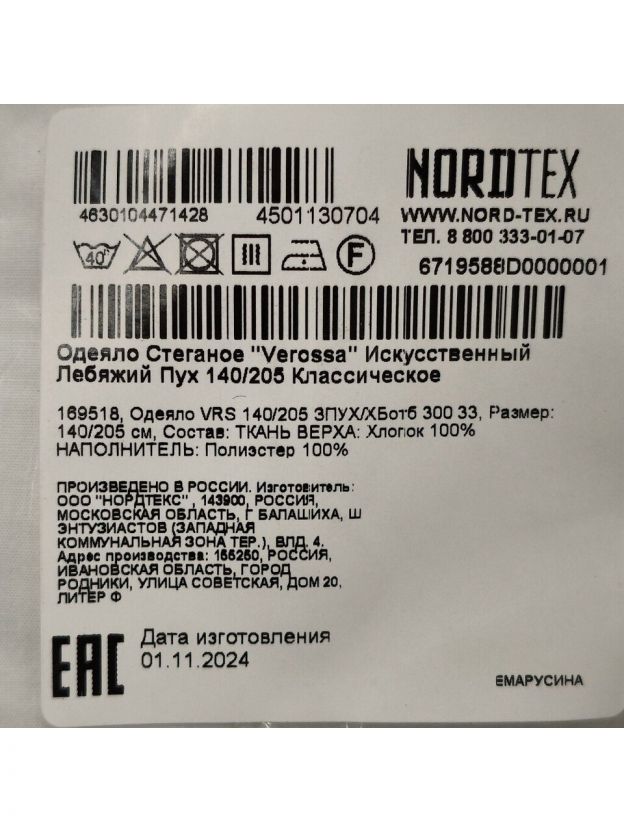 NORDTEX
4630104471428 4501130704
WWW.NORD-TEX.RU
ТЕЛ. 8 800 333-01-07
40° F
6719588D0000001
Одеяло Стеганое "Verossa" Искусственный
Лебяжий Пух 140/205 Классическое
169518, Одеяло VRS 140/205 ЗПУХ/ХБотб 300 33, Размер:
140/205 см, Состав: ТКАНЬ ВЕРХА: Хлопок 100%
НАПОЛНИТЕЛЬ: Полиэстер 100%
ПРОИЗВЕДЕНО В РОССИИ. Изготовитель:
ООО "НОРДТЕКС" , 143900, РОССИЯ,
МОСКОВСКАЯ ОБЛАСТЬ, Г БАЛАШИХА, Ш
ЭНТУЗИАСТОВ (ЗАПАДНАЯ
КОММУНАЛЬНАЯ ЗОНА ТЕР.), ВЛД. 4.
Адрес производства: 155250, РОССИЯ,
ИВАНОВСКАЯ ОБЛАСТЬ, ГОРОД
РОДНИКИ, УЛИЦА СОВЕТСКАЯ, ДОМ 20,
ЛИТЕР Ф
EAC
Дата изготовления
01.11.2024
ЕМАРУСИНА